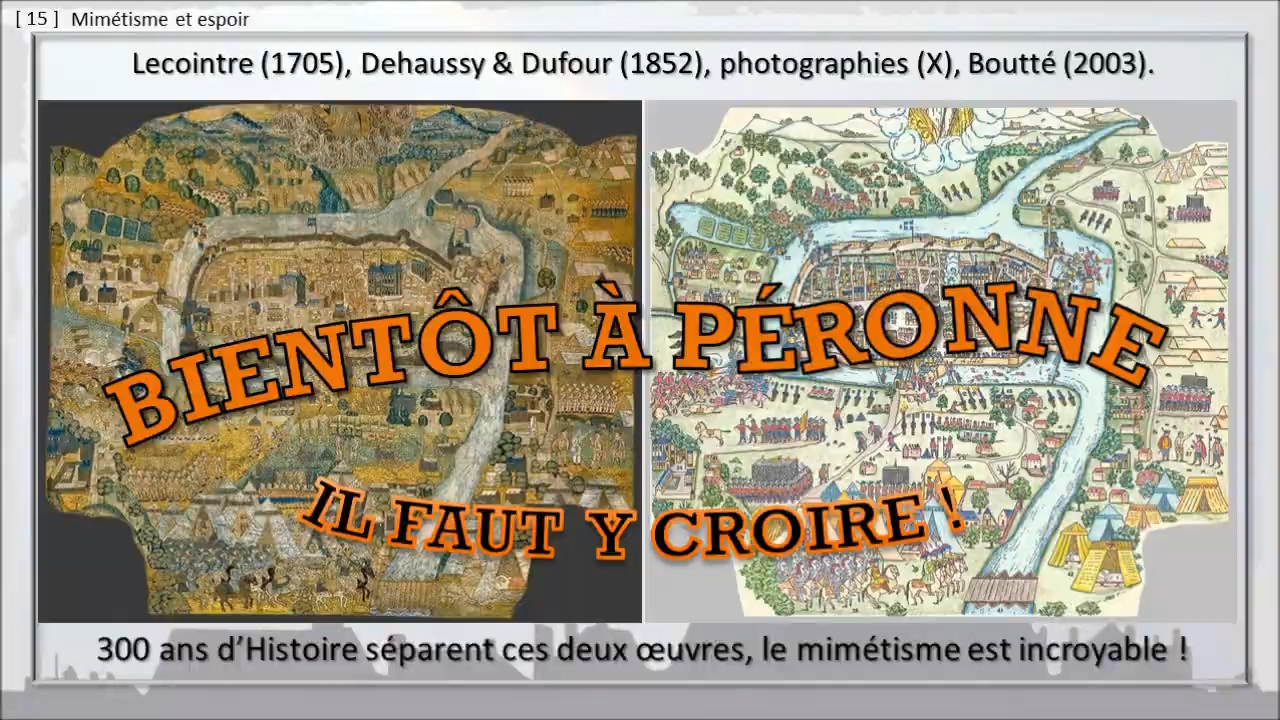 [ 15 ] Mimétisme et espoir
Lecointre (1705), Dehaussy & Dufour (1852), photographies (X), Boutté (2003).
BIENTÔT À PÉRONNE
IL FAUT Y CROIRE !
300 ans d’Histoire séparent ces deux œuvres, le mimétisme est incroyable !